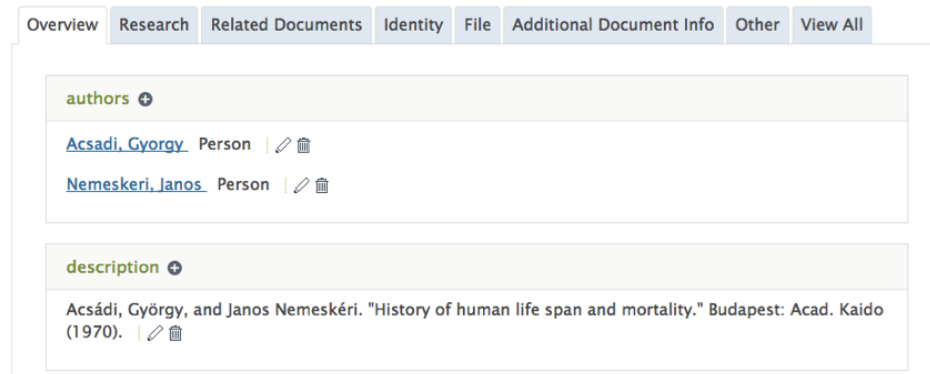 Overview Research Related Documents Identity File Additional Document Info Other View All
authors
Acsadi, Gyorgy Person
Nemeskeri, Janos Person
description
Acsádi, György, and Janos Nemeskéri. "History of human life span and mortality." Budapest: Acad. Kaido
(1970).